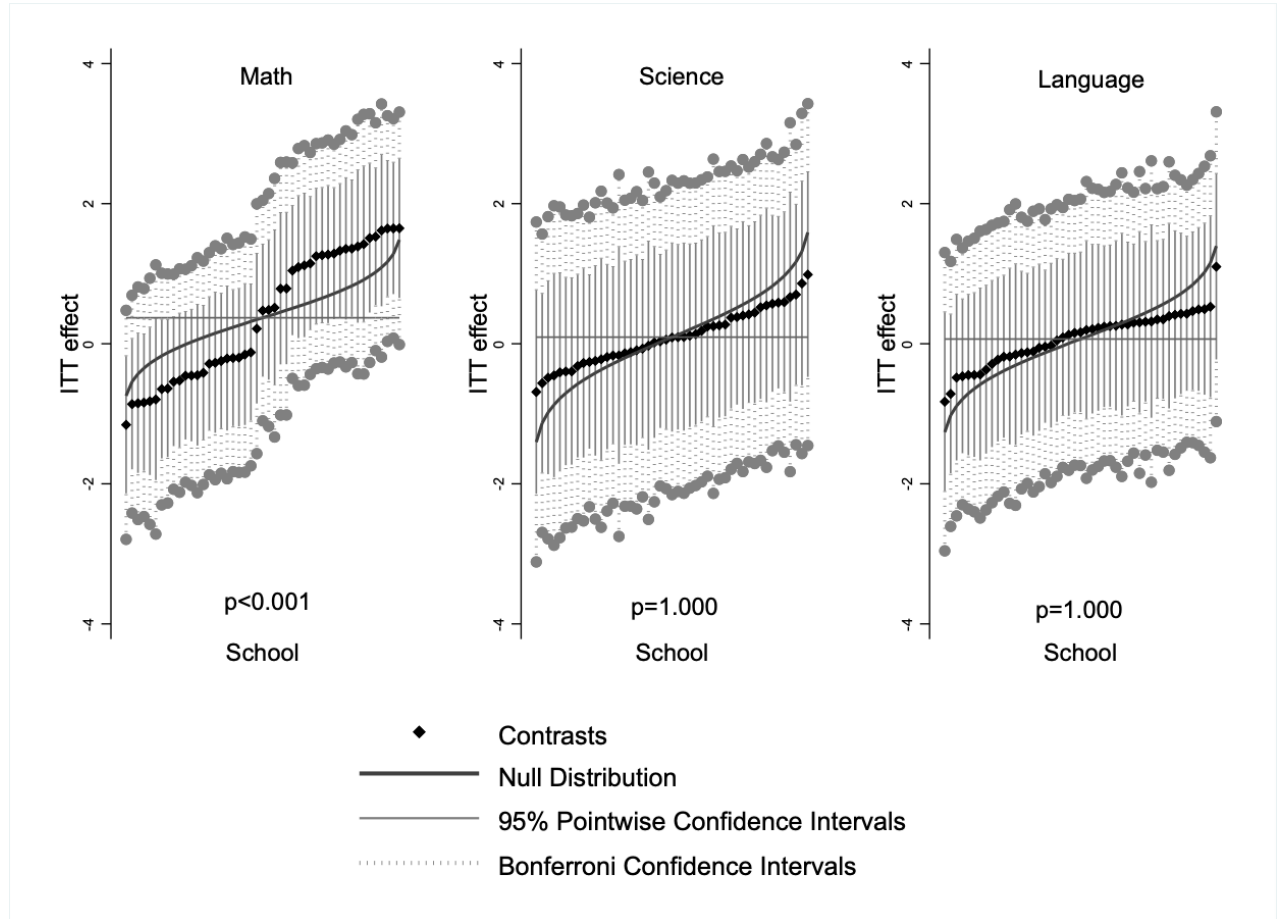 Math
Science
Language
4
2
0
-2
-4
ITT effect
4
2
0
-2
-4
ITT effect
4
2
0
-2
-4
ITT effect
p<0.001
p=1.000
p=1.000
School
School
School
Contrasts
Null Distribution
95% Pointwise Confidence Intervals
Bonferroni Confidence Intervals